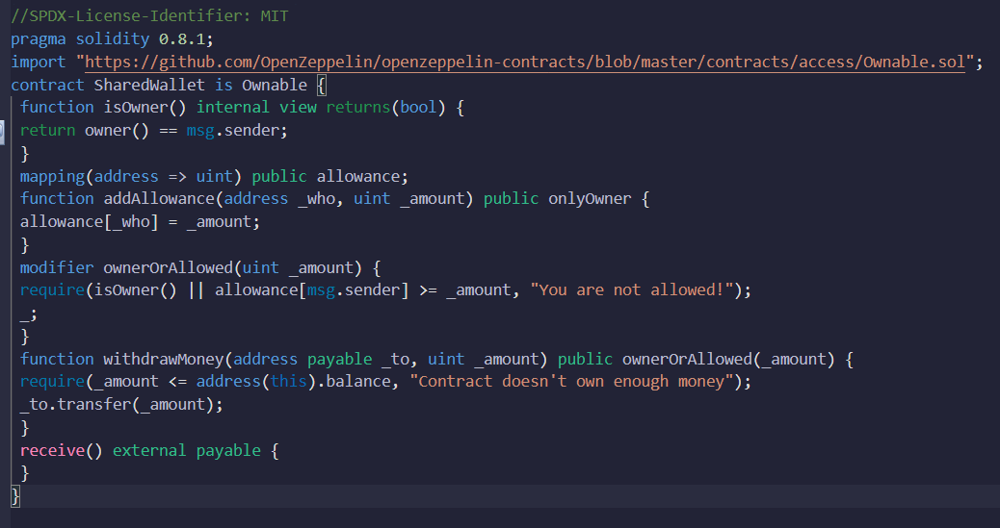 //SPDX-License-Identifier: MIT
pragma solidity 0.8.1;
import "https://github.com/OpenZeppelin/openzeppelin-contracts/blob/master/contracts/access/Ownable.sol";
contract SharedWallet is Ownable {
function isOwner() internal view returns(bool) {
return owner() == msg.sender;
}
mapping(address => uint) public allowance;
function addAllowance(address _who, uint _amount) public onlyOwner {
allowance[_who] = _amount;
}
modifier ownerOrAllowed(uint _amount) {
require(isOwner() || allowance[msg.sender] >= _amount, "You are not allowed!");
_;
}
function withdrawMoney(address payable _to, uint _amount) public ownerOrAllowed(_amount) {
require(_amount <= address(this).balance, "Contract doesn't own enough money");
_to.transfer(_amount);
}
receive() external payable {
}
}